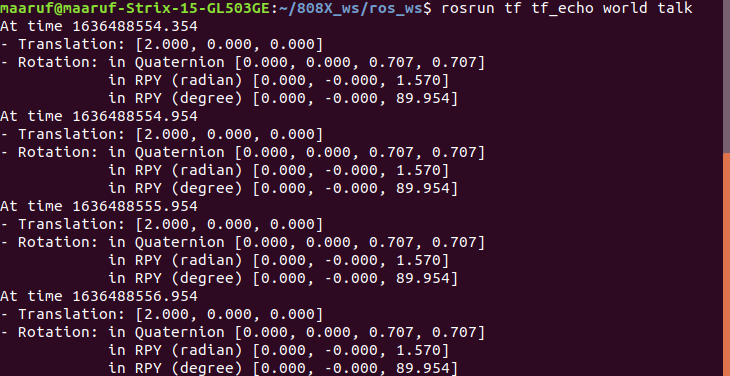 maaruf@maaruf-Strix-15-GL503GE:~/808X_ws/ros_ws$ rosrun tf tf_echo world talk
At time 1636488554.354
- Translation: [2.000, 0.000, 0.000]
- Rotation: in Quaternion [0.000, 0.000, 0.707, 0.707]
            in RPY (radian) [0.000, -0.000, 1.570]
            in RPY (degree) [0.000, -0.000, 89.954]
At time 1636488554.954
- Translation: [2.000, 0.000, 0.000]
- Rotation: in Quaternion [0.000, 0.000, 0.707, 0.707]
            in RPY (radian) [0.000, -0.000, 1.570]
            in RPY (degree) [0.000, -0.000, 89.954]
At time 1636488555.954
- Translation: [2.000, 0.000, 0.000]
- Rotation: in Quaternion [0.000, 0.000, 0.707, 0.707]
            in RPY (radian) [0.000, -0.000, 1.570]
            in RPY (degree) [0.000, -0.000, 89.954]
At time 1636488556.954
- Translation: [2.000, 0.000, 0.000]
- Rotation: in Quaternion [0.000, 0.000, 0.707, 0.707]
            in RPY (radian) [0.000, -0.000, 1.570]
            in RPY (degree) [0.000, -0.000, 89.954]